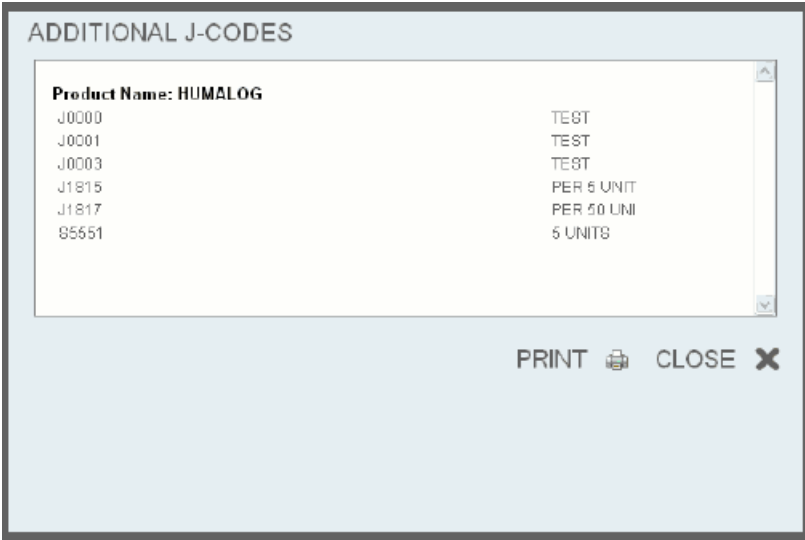 ADDITIONAL J-CODES
Product Name: HUMALOG
J0000 TEST
J0001 TEST
J0003 TEST
J1815 PER 5 UNIT
J1817 PER 50 UNI
S5551 5 UNITS
PRINT CLOSE